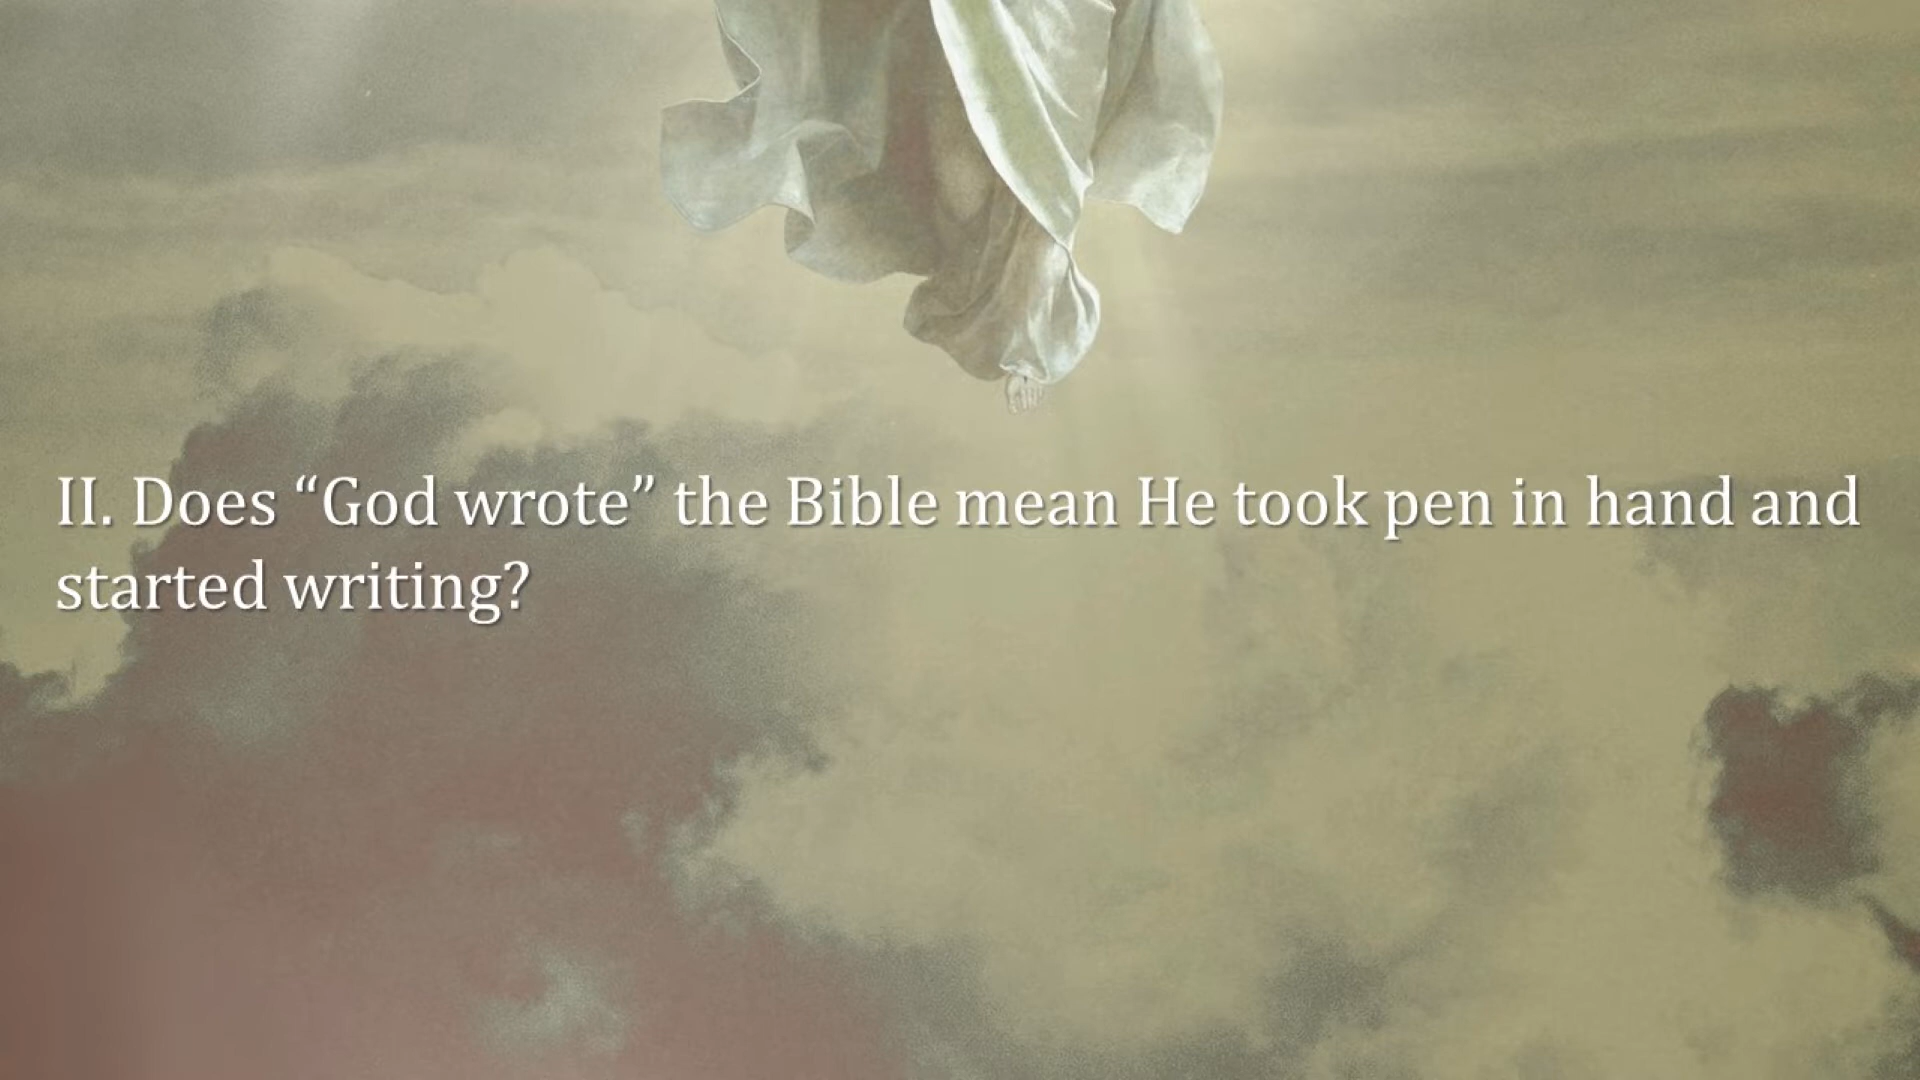 II. Does “God wrote” the Bible mean He took pen in hand and
started writing?